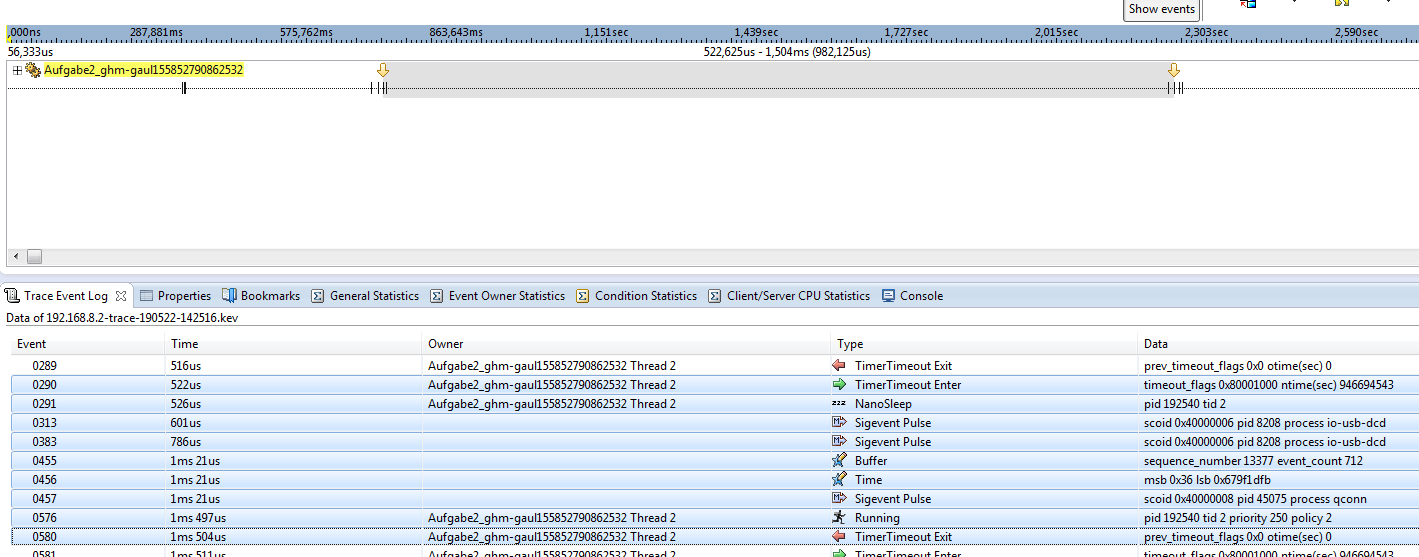 Show events
,000ns 287,881ms 575,762ms 863,643ms 1,151sec 1,439sec 1,727sec 2,015sec 2,303sec 2,590sec
56,333us 522,625us - 1,504ms (982,125us)
Aufgabe2_ghm-gaul155852790862532
Trace Event Log Properties Bookmarks General Statistics Event Owner Statistics Condition Statistics Client/Server CPU Statistics Console
Data of 192.168.8.2-trace-190522-142516.kev
Event Time Owner Type Data
0289 516us Aufgabe2_ghm-gaul155852790862532 Thread 2 TimerTimeout Exit prev_timeout_flags 0x0 otime(sec) 0
0290 522us Aufgabe2_ghm-gaul155852790862532 Thread 2 TimerTimeout Enter timeout_flags 0x80001000 ntime(sec) 946694543
0291 526us Aufgabe2_ghm-gaul155852790862532 Thread 2 zzz NanoSleep pid 192540 tid 2
0313 601us Sigevent Pulse scoid 0x40000006 pid 8208 process io-usb-dcd
0383 786us Sigevent Pulse scoid 0x40000006 pid 8208 process io-usb-dcd
0455 1ms 21us Buffer sequence_number 13377 event_count 712
0456 1ms 21us Time msb 0x36 lsb 0x679f1dfb
0457 1ms 21us Sigevent Pulse scoid 0x40000008 pid 45075 process qconn
0576 1ms 497us Aufgabe2_ghm-gaul155852790862532 Thread 2 Running pid 192540 tid 2 priority 250 policy 2
0580 1ms 504us Aufgabe2_ghm-gaul155852790862532 Thread 2 TimerTimeout Exit prev_timeout_flags 0x0 otime(sec) 0
0581 1ms 511us Aufgabe2_ghm-gaul155852790862532 Thread 2 TimerTimeout Enter timeout_flags 0x80001000 ntime(sec) 946694543